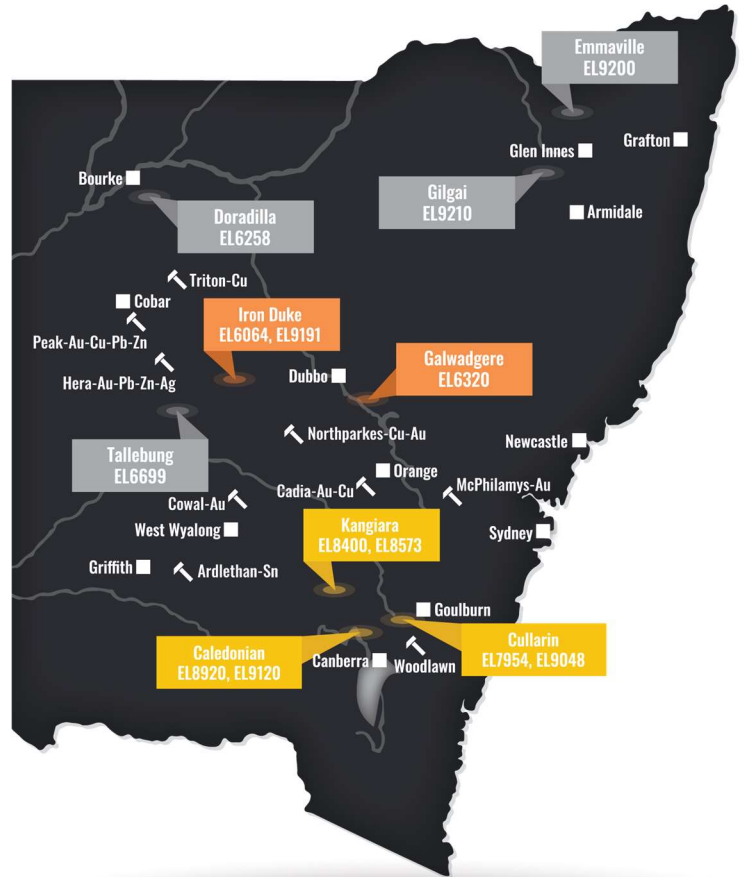 Emmaville
EL9200
Glen Innes
Grafton
Bourke
Gilgai
EL9210
Armidale
Doradilla
EL6258
Triton-Cu
Cobar
Iron Duke
EL6064, EL9191
Peak-Au-Cu-Pb-Zn
Galwadgere
EL6320
Hera-Au-Pb-Zn-Ag
Dubbo
Northparkes-Cu-Au
Newcastle
Tallebung
EL6699
Orange
Cadia-Au-Cu
McPhilamys-Au
Cowal-Au
Kangiara
EL8400, EL8573
West Wyalong
Sydney
Griffith
Ardlethan-Sn
Goulburn
Caledonian
EL8920, EL9120
Cullarin
EL7954, EL9048
Canberra
Woodlawn